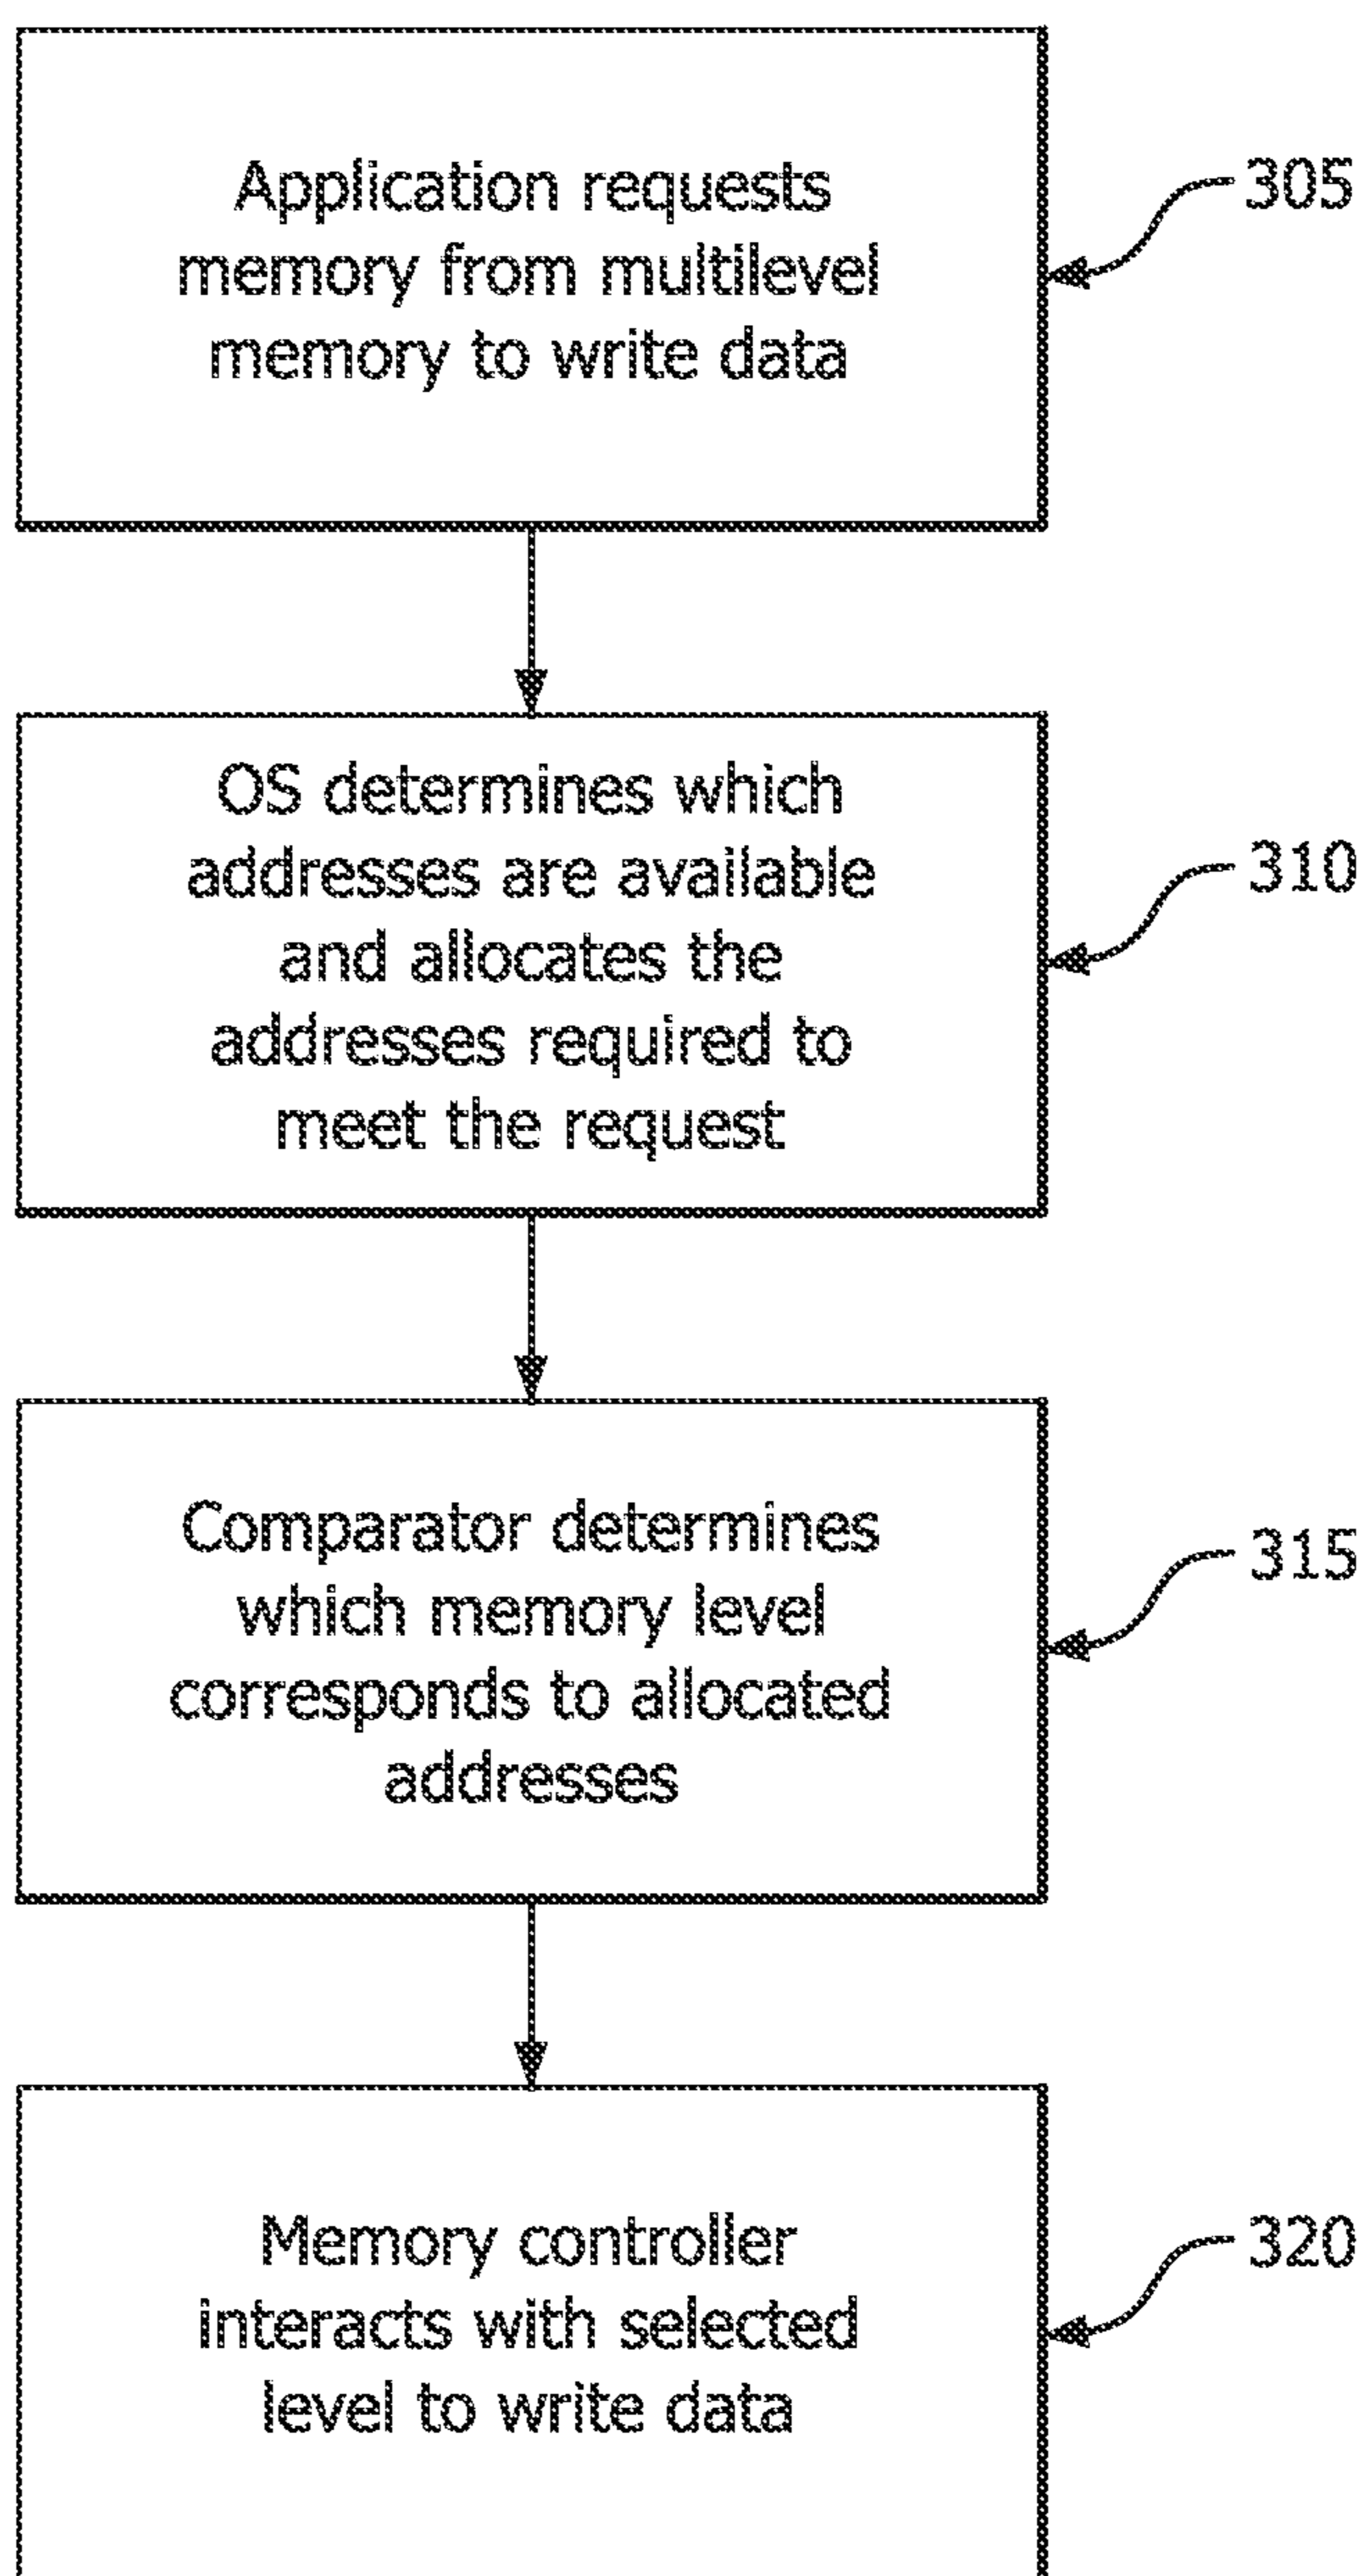 Application requests
memory from multilevel
memory to write data
305
OS determines which
addresses are available
and allocates the
addresses required to
meet the request
310
Comparator determines
which memory level
corresponds to allocated
addresses
315
Memory controller
interacts with selected
level to write data
320